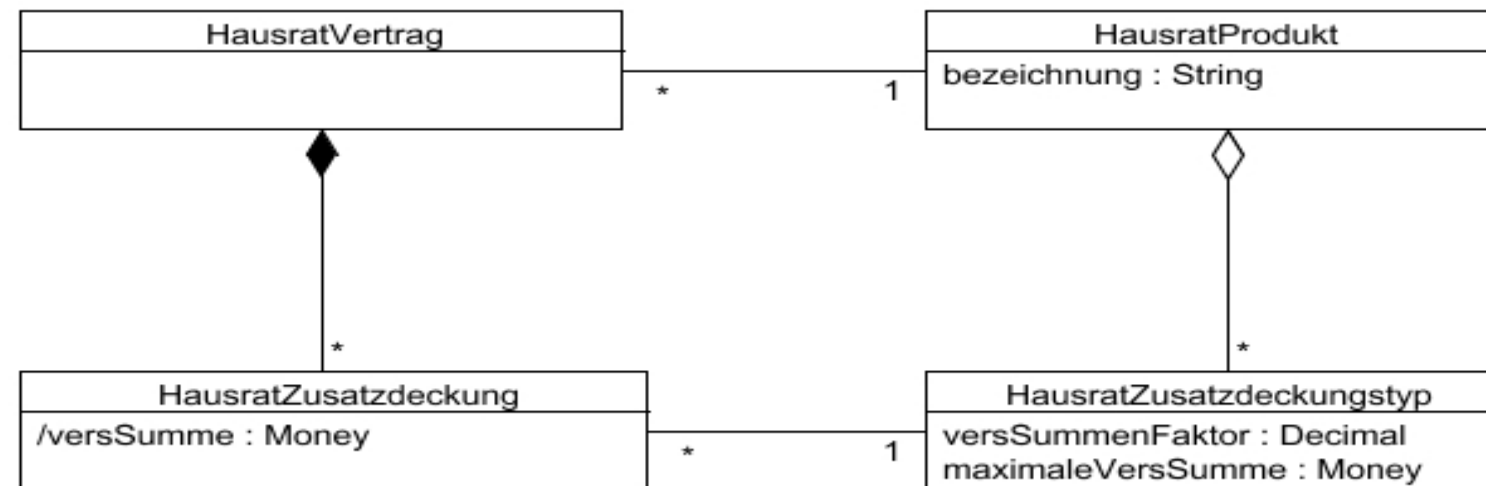 HausratVertrag
HausratProdukt
bezeichnung : String
* 1
*
*
HausratZusatzdeckung
/versSumme : Money
HausratZusatzdeckungstyp
versSummenFaktor : Decimal
maximaleVersSumme : Money
* 1